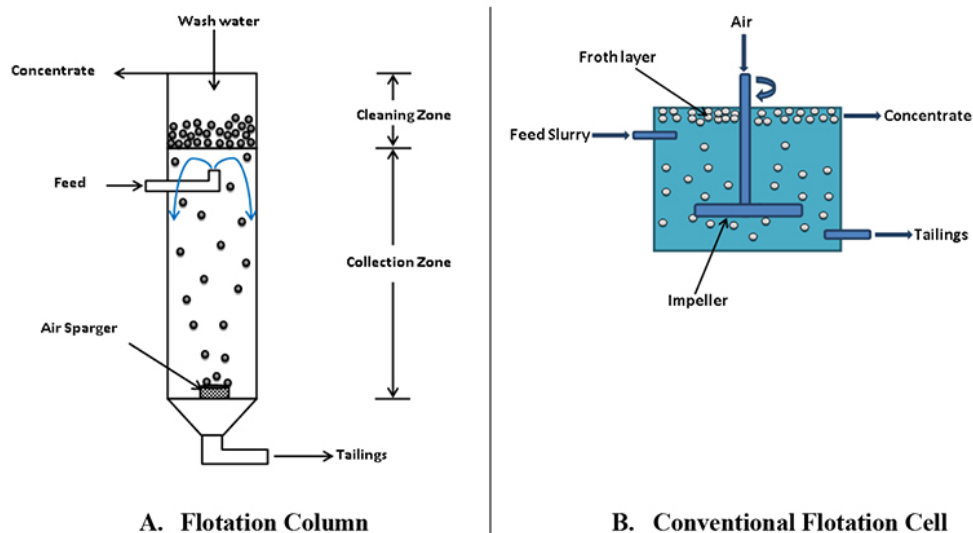 Wash water
Concentrate
Cleaning Zone
Feed
Collection Zone
Air Sparger
Tailings
A. Flotation Column
Air
Froth layer
Concentrate
Feed Slurry
Tailings
Impeller
B. Conventional Flotation Cell